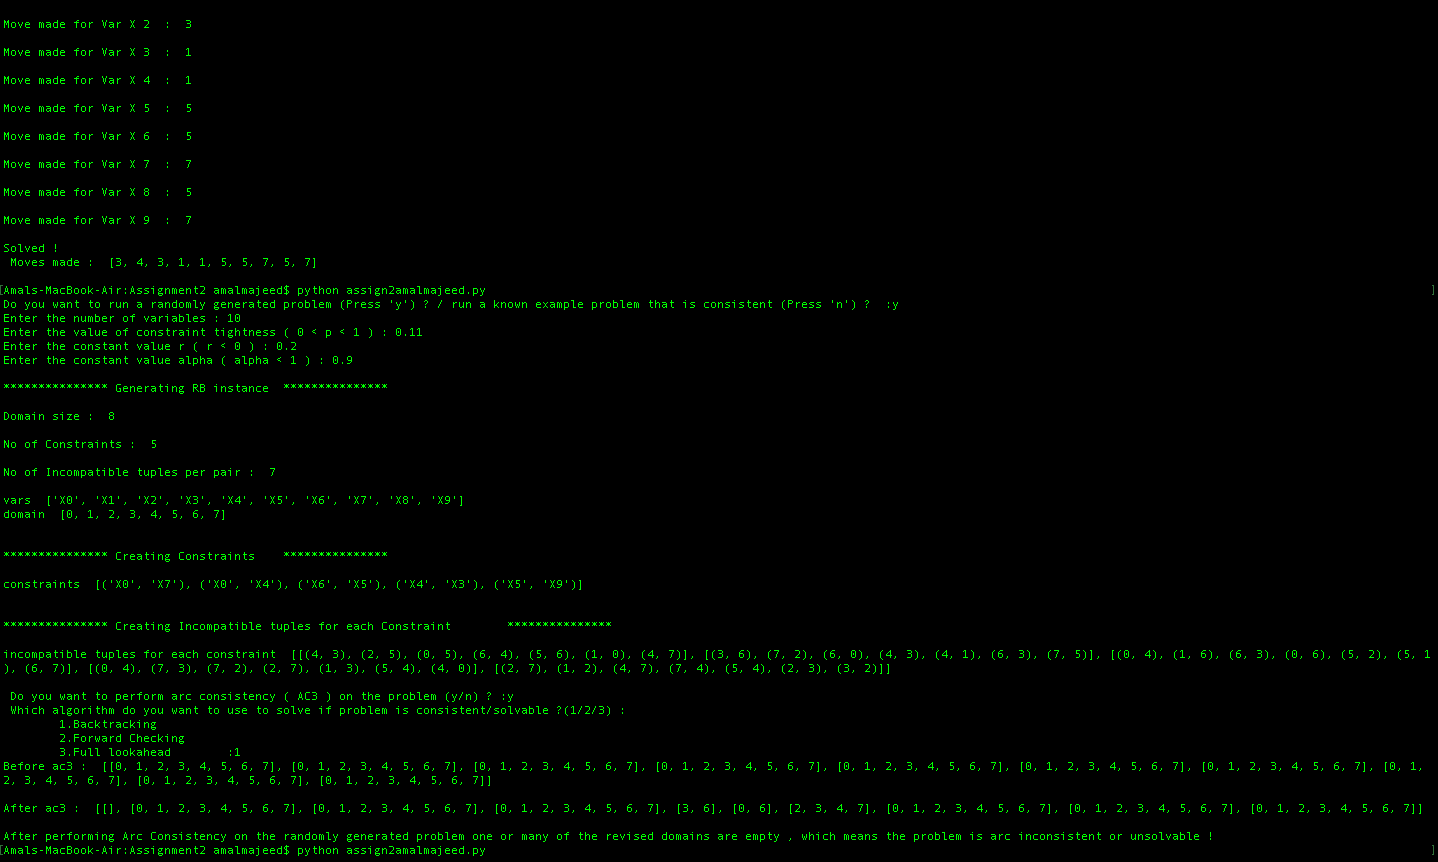 Move made for Var X 2  :  3
Move made for Var X 3  :  1
Move made for Var X 4  :  1
Move made for Var X 5  :  5
Move made for Var X 6  :  5
Move made for Var X 7  :  7
Move made for Var X 8  :  5
Move made for Var X 9  :  7
Solved !
 Moves made :  [3, 4, 3, 1, 1, 5, 5, 7, 5, 7]
[Amals-MacBook-Air:Assignment2 amalmajeed$ python assign2amalmajeed.py ]
Do you want to run a randomly generated problem (Press 'y') ? / run a known example problem that is consistent (Press 'n') ?  :y
Enter the number of variables : 10
Enter the value of constraint tightness ( 0 < p < 1 ) : 0.11
Enter the constant value r ( r < 0 ) : 0.2
Enter the constant value alpha ( alpha < 1 ) : 0.9
*************** Generating RB instance  ***************
Domain size :  8
No of Constraints :  5
No of Incompatible tuples per pair :  7
vars  ['X0', 'X1', 'X2', 'X3', 'X4', 'X5', 'X6', 'X7', 'X8', 'X9']
domain  [0, 1, 2, 3, 4, 5, 6, 7]
*************** Creating Constraints    ***************
constraints  [('X0', 'X7'), ('X0', 'X4'), ('X6', 'X5'), ('X4', 'X3'), ('X5', 'X9')]
*************** Creating Incompatible tuples for each Constraint        ***************
incompatible tuples for each constraint  [[(4, 3), (2, 5), (0, 5), (6, 4), (5, 6), (1, 0), (4, 7)], [(3, 6), (7, 2), (6, 0), (4, 3), (4, 1), (6, 3), (7, 5)], [(0, 4), (1, 6), (6, 3), (0, 6), (5, 2), (5, 1
), (6, 7)], [(0, 4), (7, 3), (7, 2), (2, 7), (1, 3), (5, 4), (4, 0)], [(2, 7), (1, 2), (4, 7), (7, 4), (5, 4), (2, 3), (3, 2)]]
 Do you want to perform arc consistency ( AC3 ) on the problem (y/n) ? :y
 Which algorithm do you want to use to solve if problem is consistent/solvable ?(1/2/3) :
        1.Backtracking
        2.Forward Checking
        3.Full lookahead        :1
Before ac3 :  [[0, 1, 2, 3, 4, 5, 6, 7], [0, 1, 2, 3, 4, 5, 6, 7], [0, 1, 2, 3, 4, 5, 6, 7], [0, 1, 2, 3, 4, 5, 6, 7], [0, 1, 2, 3, 4, 5, 6, 7], [0, 1, 2, 3, 4, 5, 6, 7], [0, 1, 2, 3, 4, 5, 6, 7], [0, 1,
2, 3, 4, 5, 6, 7], [0, 1, 2, 3, 4, 5, 6, 7], [0, 1, 2, 3, 4, 5, 6, 7]]
After ac3 :  [[], [0, 1, 2, 3, 4, 5, 6, 7], [0, 1, 2, 3, 4, 5, 6, 7], [0, 1, 2, 3, 4, 5, 6, 7], [3, 6], [0, 6], [2, 3, 4, 7], [0, 1, 2, 3, 4, 5, 6, 7], [0, 1, 2, 3, 4, 5, 6, 7], [0, 1, 2, 3, 4, 5, 6, 7]]
After performing Arc Consistency on the randomly generated problem one or many of the revised domains are empty , which means the problem is arc inconsistent or unsolvable !
[Amals-MacBook-Air:Assignment2 amalmajeed$ python assign2amalmajeed.py ]